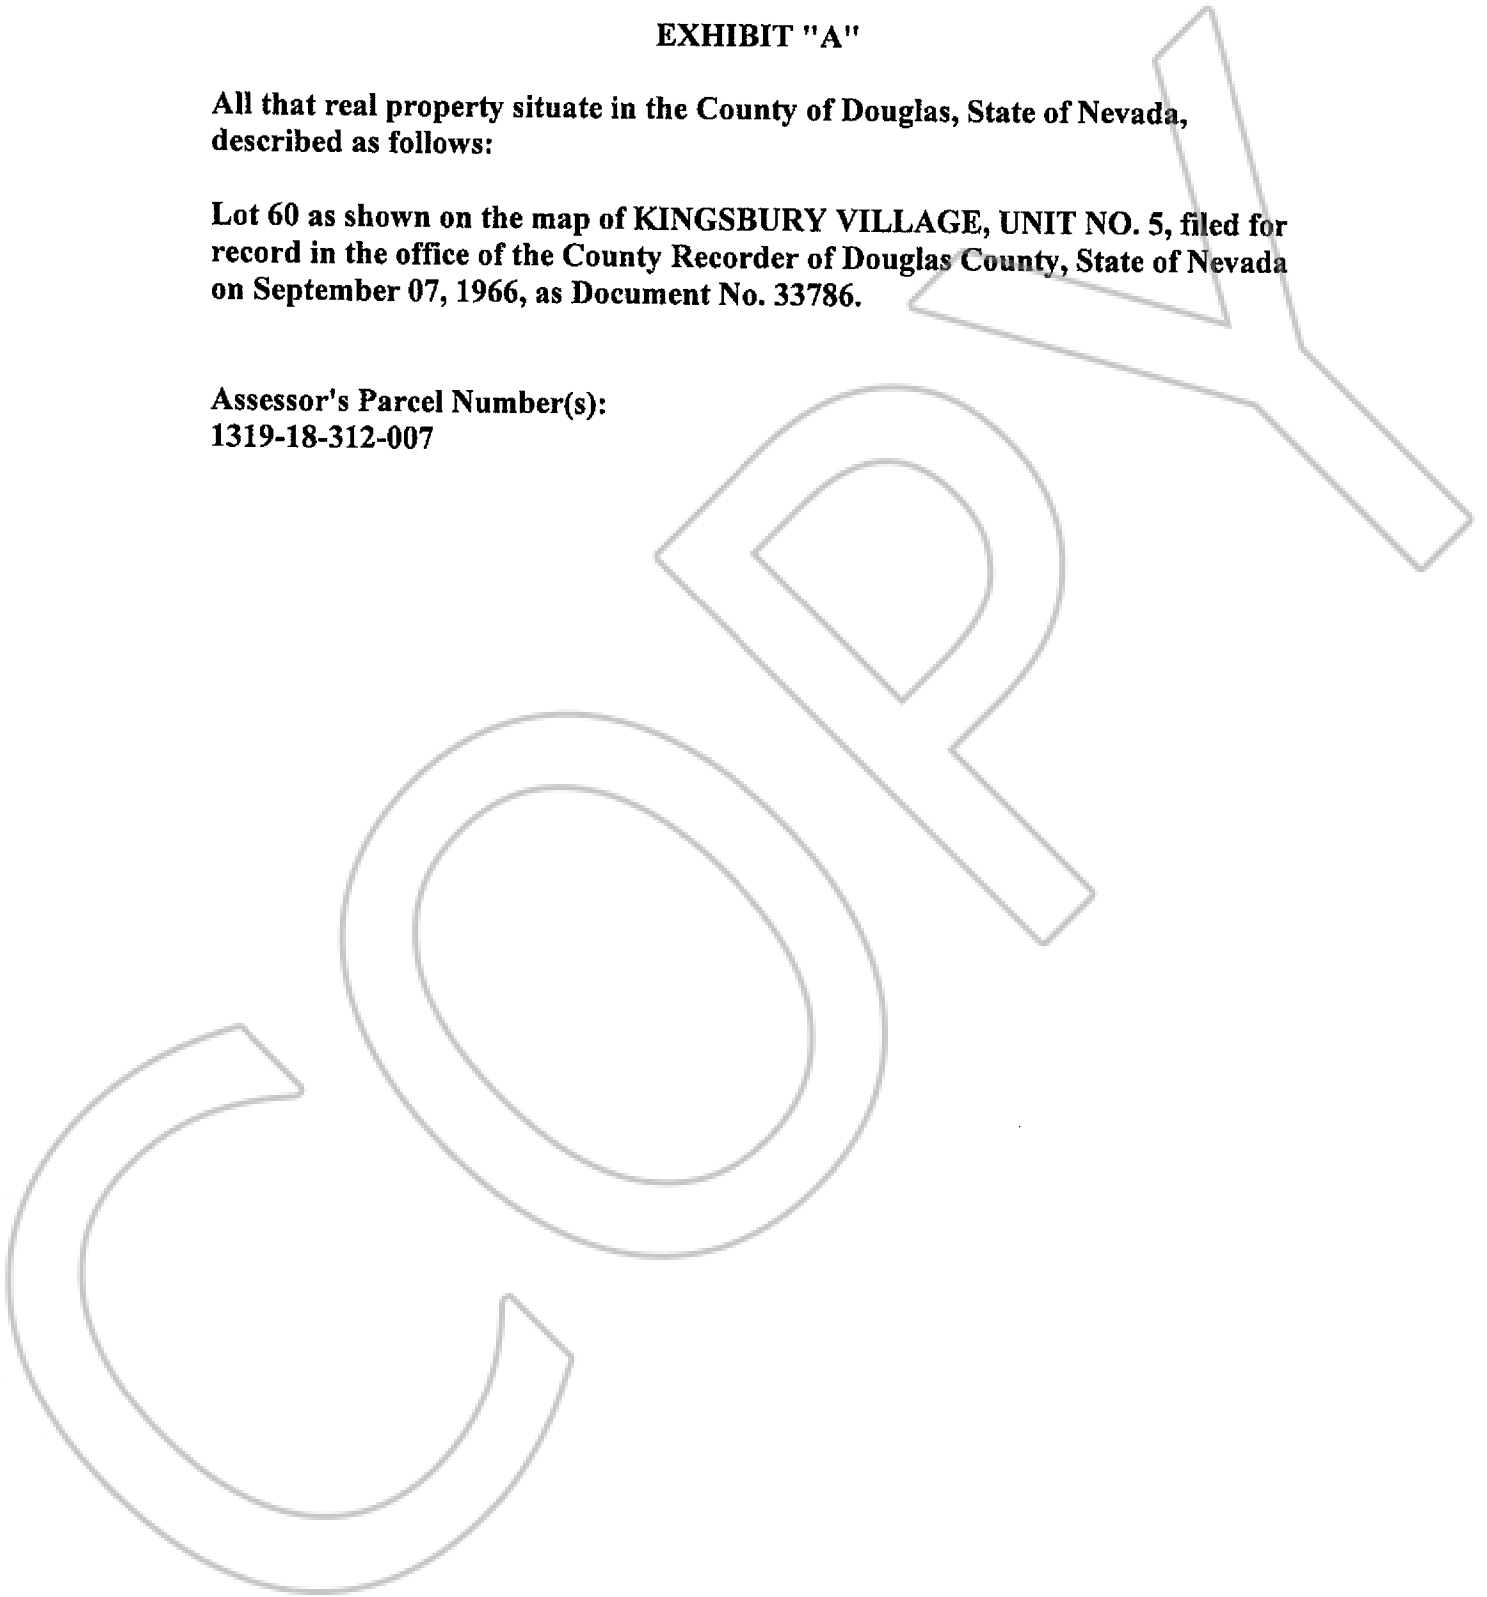 EXHIBIT "A"
All that real property situate in the County of Douglas, State of Nevada,
described as follows:
Lot 60 as shown on the map of KINGSBURY VILLAGE, UNIT NO. 5, filed for
record in the office of the County Recorder of Douglas County, State of Nevada
on September 07, 1966, as Document No. 33786.
Assessor's Parcel Number(s):
1319-18-312-007
COPY